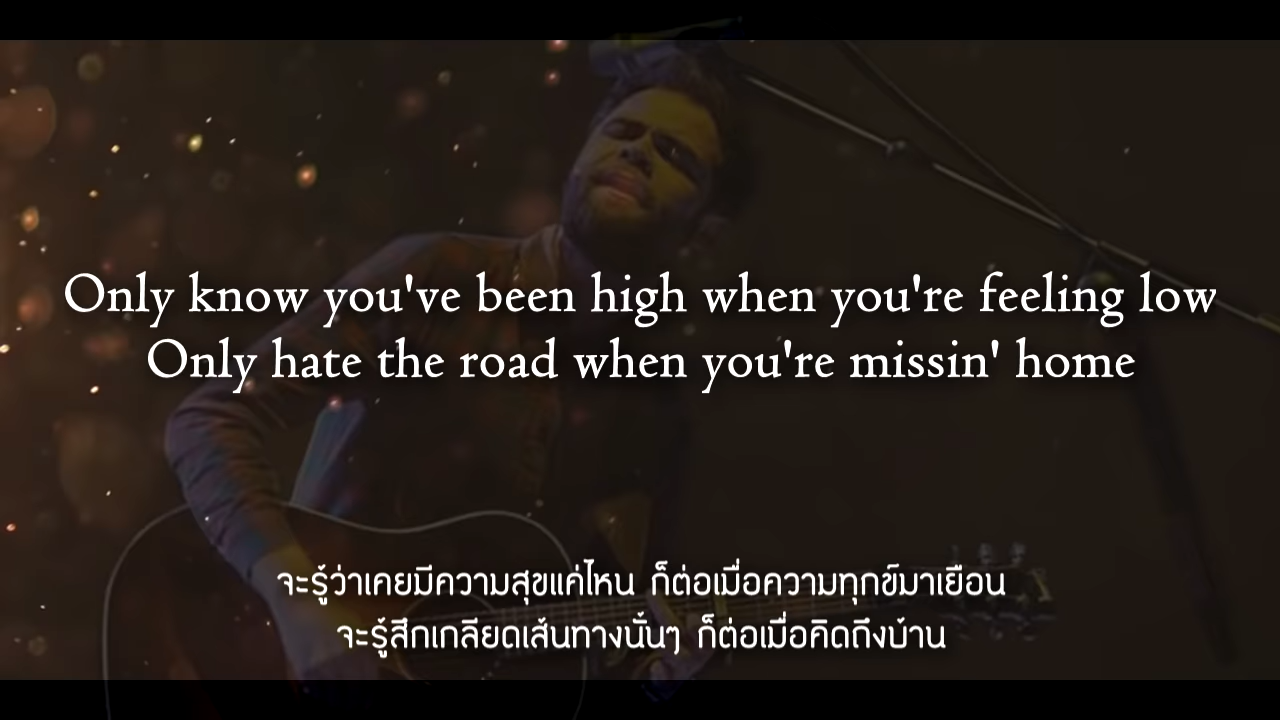 Only know you've been high when you're feeling low
Only hate the road when you're missin' home
จะรู้ว่าเคยมีความสุขแค่ไหน ก็ต่อเมื่อความทุกข์มาเยือน
จะรู้สึกเกลียดเส้นทางนั้นๆ ก็ต่อเมื่อคิดถึงบ้าน